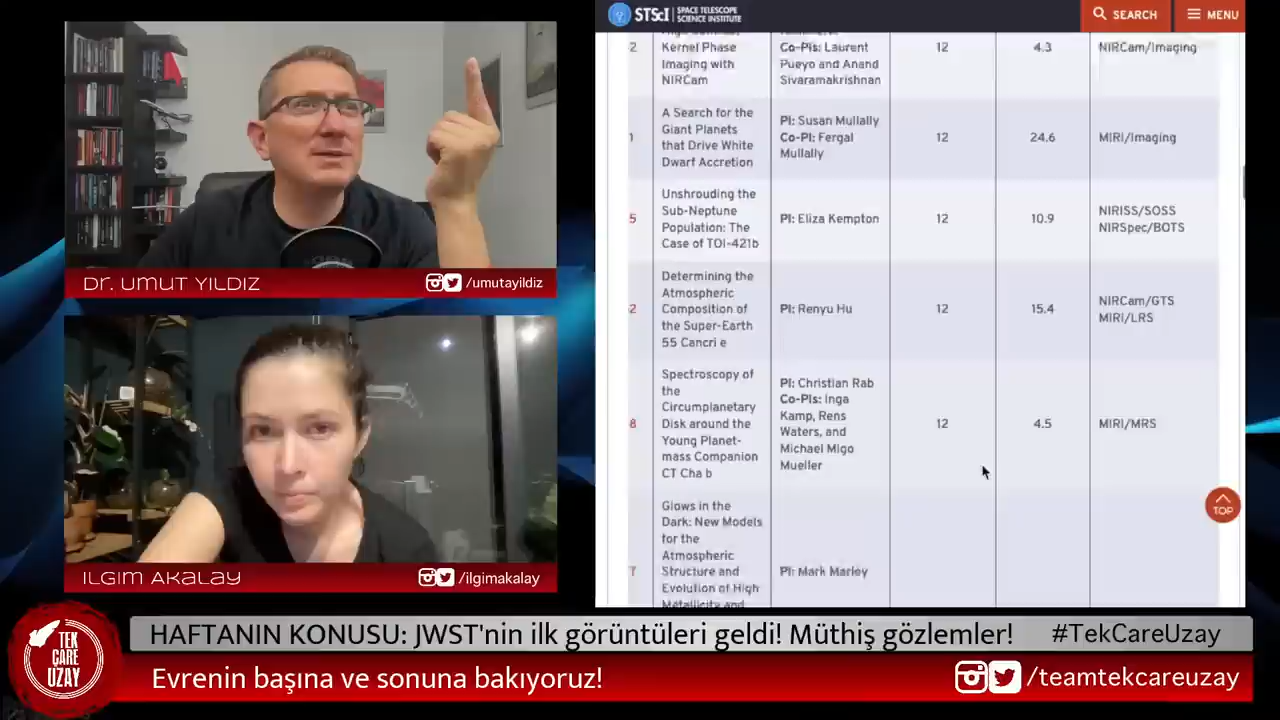 DR. UMUT YILDIZ
/umutayildiz
ILGIM AKALAY
/ilgimakalay
STScI | SPACE TELESCOPE
SCIENCE INSTITUTE
SEARCH
MENU
2
Kernel Phase
Imaging with
NIRCam
Co-PIs: Laurent
Pueyo and Anand
Sivaramakrishnan
12
4.3
NIRCam/Imaging
1
A Search for the
Giant Planets
that Drive White
Dwarf Accretion
PI: Susan Mullally
Co-PI: Fergal
Mullally
12
24.6
MIRI/Imaging
5
Unshrouding the
Sub-Neptune
Population: The
Case of TOI-421b
PI: Eliza Kempton
12
10.9
NIRISS/SOSS
NIRSpec/BOTS
2
Determining the
Atmospheric
Composition of
the Super-Earth
55 Cancri e
PI: Renyu Hu
12
15.4
NIRCam/GTS
MIRI/LRS
8
Spectroscopy of
the
Circumplanetary
Disk around the
Young Planet-
mass Companion
CT Cha b
PI: Christian Rab
Co-PIs: Inga
Kamp, Rens
Waters, and
Michael Migo
Mueller
12
4.5
MIRI/MRS
7
Glows in the
Dark: New Models
for the
Atmospheric
Structure and
Evolution of High
Metallicity and
PI: Mark Marley
TOP
TEK
ÇARE
UZAY
HAFTANIN KONUSU: JWST'nin ilk görüntüleri geldi! Müthiş gözlemler!
#TekCareUzay
Evrenin başına ve sonuna bakıyoruz!
/teamtekcareuzay